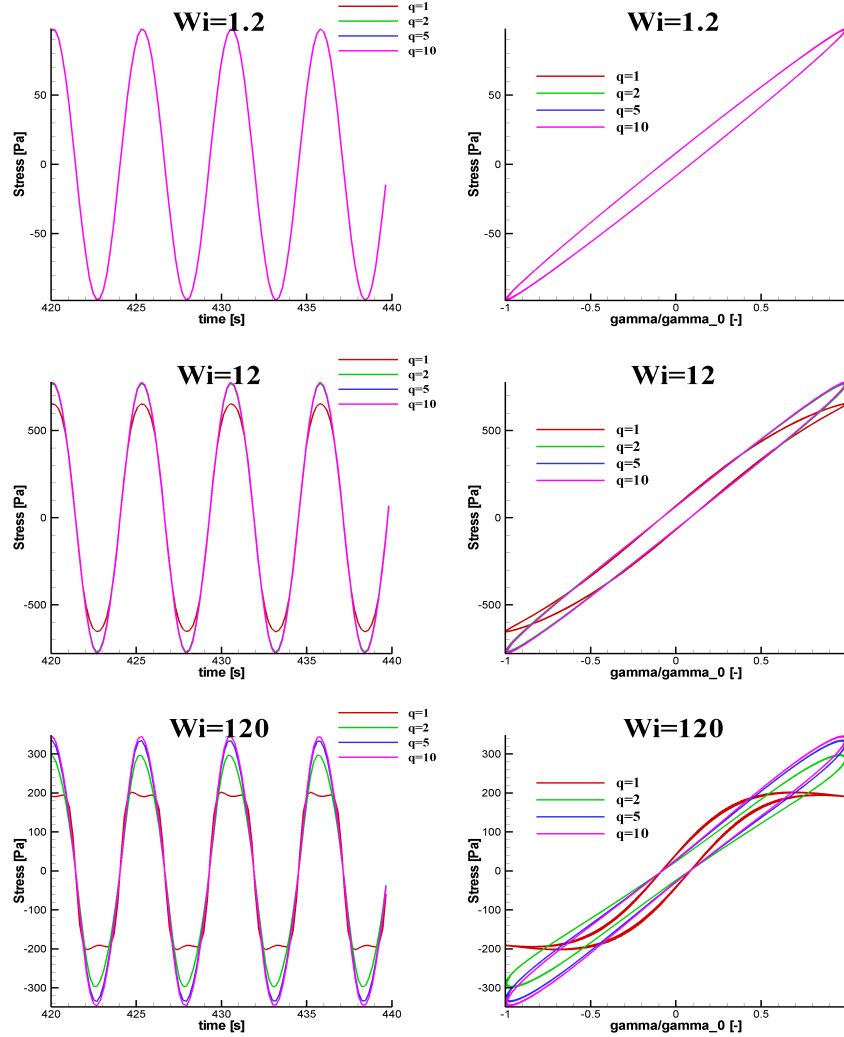 Wi=1.2
q=1
q=2
q=5
q=10
Stress [Pa]
50
0
-50
420
425
430
435
440
time [s]
Wi=1.2
q=1
q=2
q=5
q=10
Stress [Pa]
50
0
-50
-1
-0.5
0
0.5
gamma/gamma_0 [-]
Wi=12
q=1
q=2
q=5
q=10
Stress [Pa]
500
0
-500
420
425
430
435
440
time [s]
Wi=12
q=1
q=2
q=5
q=10
Stress [Pa]
500
0
-500
-1
-0.5
0
0.5
gamma/gamma_0 [-]
Wi=120
q=1
q=2
q=5
q=10
Stress [Pa]
300
200
100
0
-100
-200
-300
420
425
430
435
440
time [s]
Wi=120
q=1
q=2
q=5
q=10
Stress [Pa]
300
200
100
0
-100
-200
-300
-1
-0.5
0
0.5
gamma/gamma_0 [-]